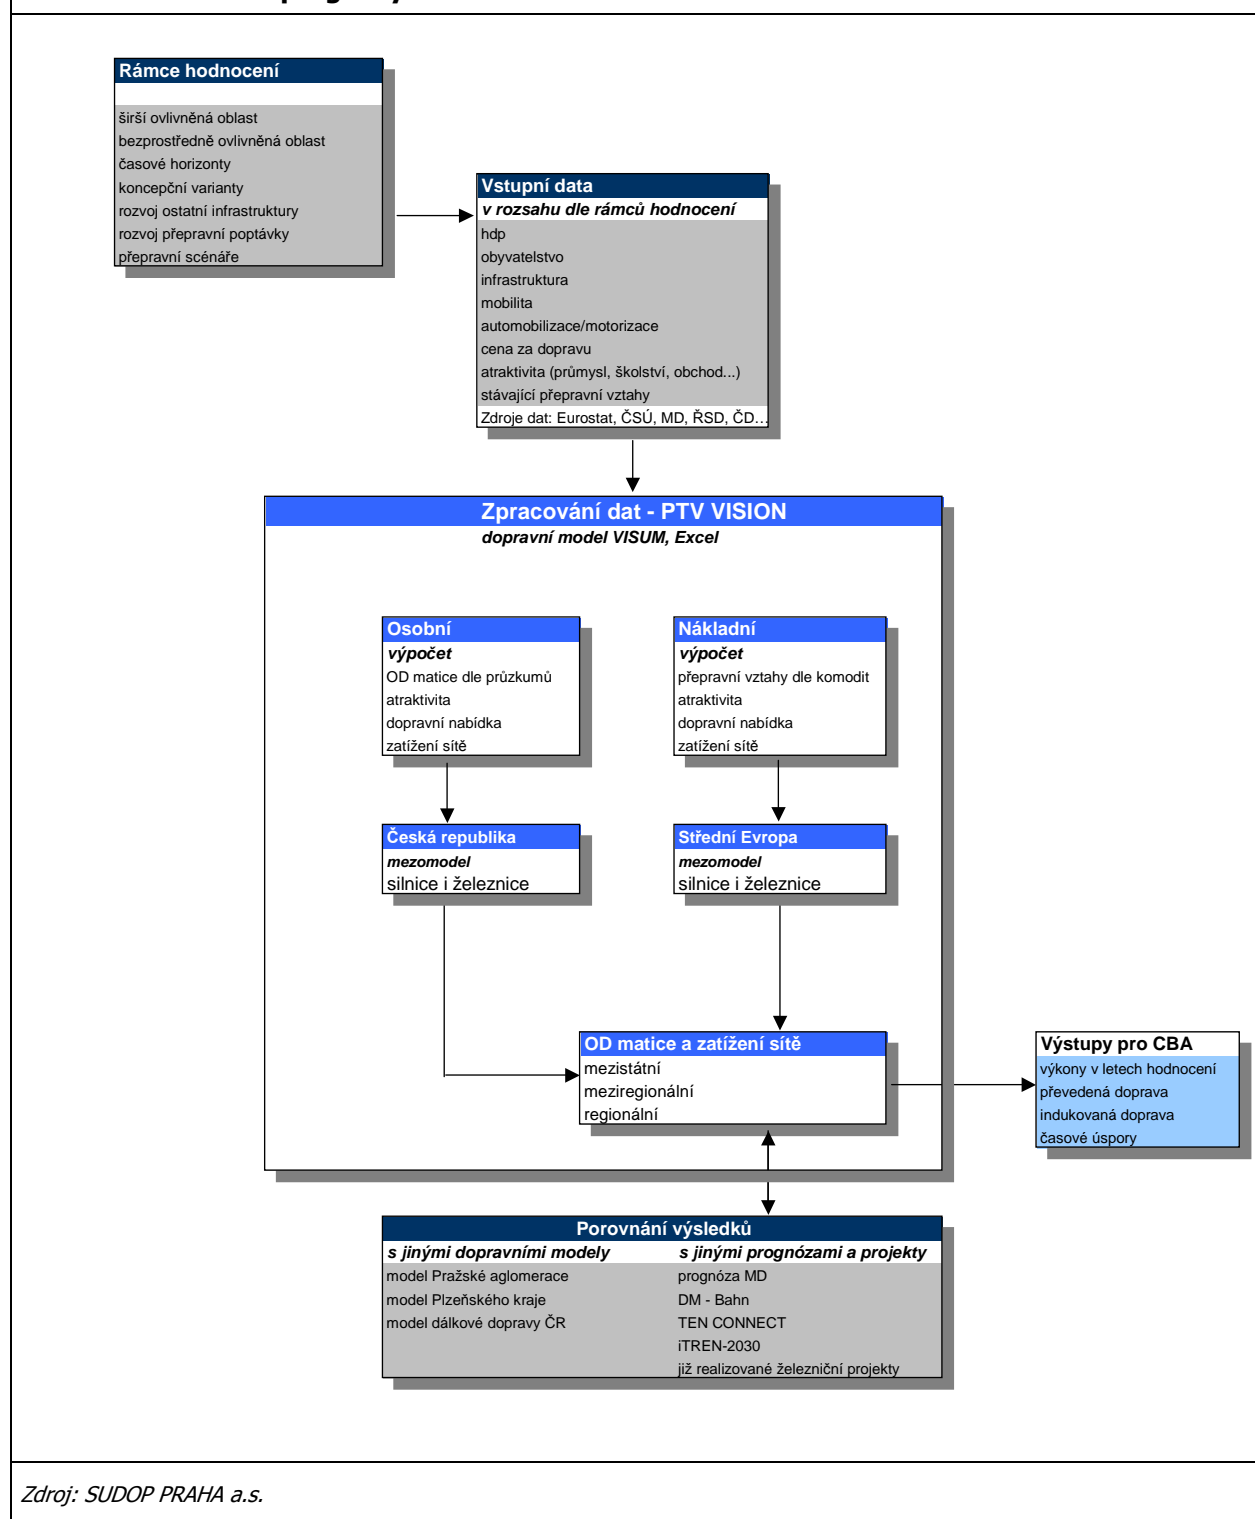 Rámce hodnocení
širší ovlivněná oblast
bezprostředně ovlivněná oblast
časové horizonty
koncepční varianty
rozvoj ostatní infrastruktury
rozvoj přepravní poptávky
přepravní scénáře
Vstupní data
v rozsahu dle rámců hodnocení
hdp
obyvatelstvo
infrastruktura
mobilita
automobilizace/motorizace
cena za dopravu
atraktivita (průmysl, školství, obchod...)
stávající přepravní vztahy
Zdroje dat: Eurostat, ČSÚ, MD, ŘSD, ČD...
Zpracování dat - PTV VISION
dopravní model VISUM, Excel
Osobní
výpočet
OD matice dle průzkumů
atraktivita
dopravní nabídka
zatížení sítě
Nákladní
výpočet
přepravní vztahy dle komodit
atraktivita
dopravní nabídka
zatížení sítě
Česká republika
mezomodel
silnice i železnice
Střední Evropa
mezomodel
silnice i železnice
OD matice a zatížení sítě
mezistátní
meziregionální
regionální
Výstupy pro CBA
výkony v letech hodnocení
převedená doprava
indukovaná doprava
časové úspory
Porovnání výsledků
s jinými dopravními modely
model Pražské aglomerace
model Plzeňského kraje
model dálkové dopravy ČR
s jinými prognózami a projekty
prognóza MD
DM - Bahn
TEN CONNECT
iTREN-2030
již realizované železniční projekty
Zdroj: SUDOP PRAHA a.s.